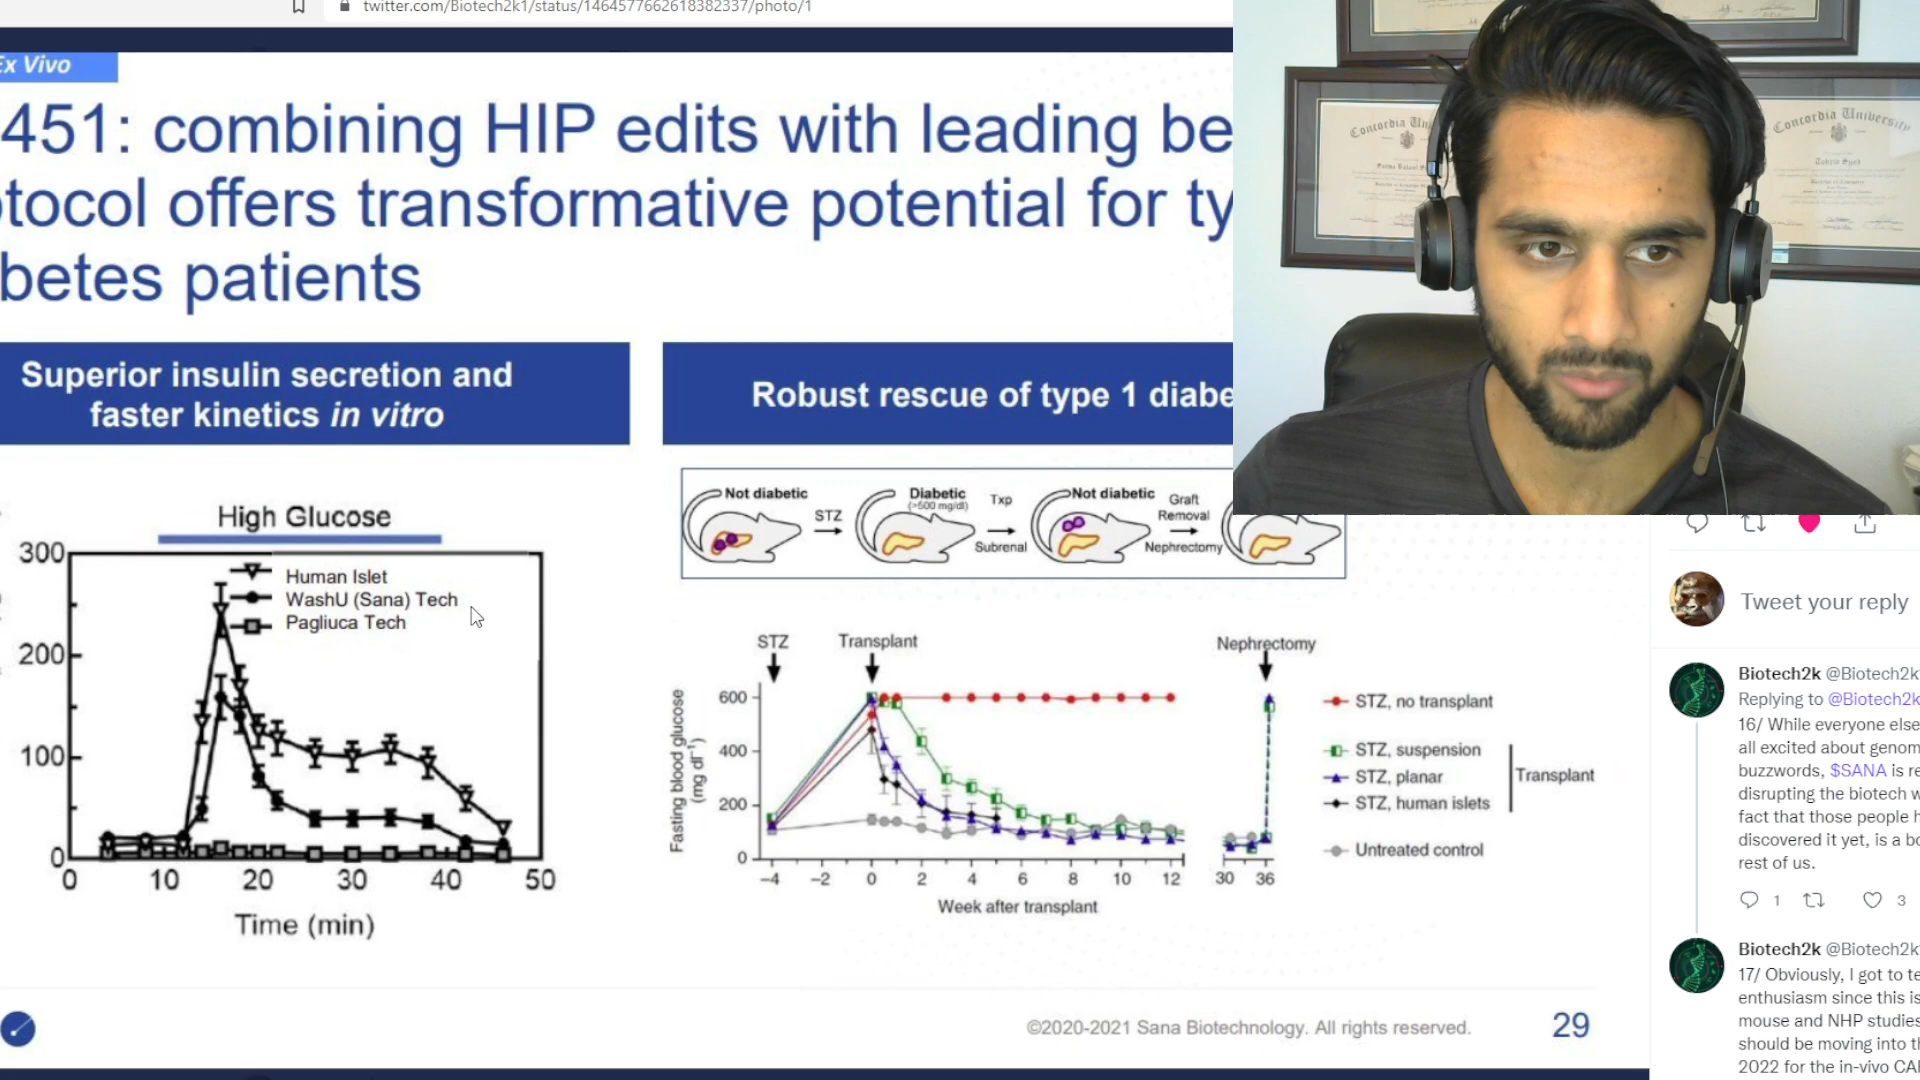 twitter.com/Biotech2k1/status/1464577662618382337/photo/1
Ex Vivo
451: combining HIP edits with leading be
tocol offers transformative potential for ty
betes patients
Superior insulin secretion and
faster kinetics in vitro
Robust rescue of type 1 diabe
High Glucose
300
200
100
0
Human Islet
WashU (Sana) Tech
Pagliuca Tech
0 10 20 30 40 50
Time (min)
Not diabetic
STZ
Diabetic
(>500 mg/dl)
Txp
Subrenal
Not diabetic
Graft
Removal
Nephrectomy
STZ
Transplant
Nephrectomy
Fasting blood glucose
(mg dl⁻¹)
600
400
200
0
−4 −2 0 2 4 6 8 10 12 30 36
Week after transplant
STZ, no transplant
STZ, suspension
STZ, planar
STZ, human islets
Transplant
Untreated control
©2020-2021 Sana Biotechnology. All rights reserved.
29
Concordia Uni
Concordia University
Tweet your reply
Biotech2k @Biotech2k
Replying to @Biotech2k
16/ While everyone else
all excited about genom
buzzwords, $SANA is re
disrupting the biotech w
fact that those people h
discovered it yet, is a bo
rest of us.
1
3
Biotech2k @Biotech2k
17/ Obviously, I got to te
enthusiasm since this is
mouse and NHP studies
should be moving into th
2022 for the in-vivo CA